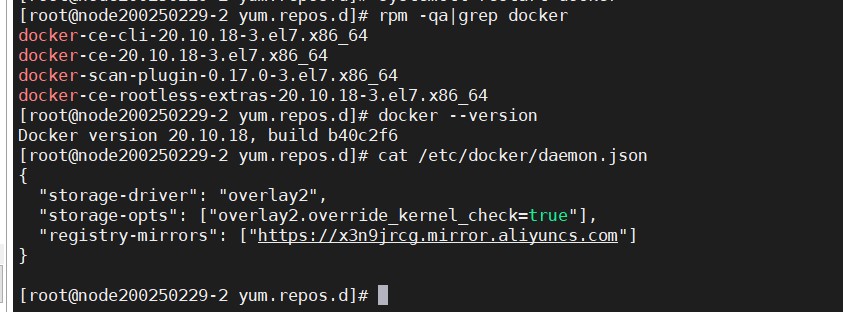 [root@node200250229-2 yum.repos.d]# rpm -qa|grep docker
docker-ce-cli-20.10.18-3.el7.x86_64
docker-ce-20.10.18-3.el7.x86_64
docker-scan-plugin-0.17.0-3.el7.x86_64
docker-ce-rootless-extras-20.10.18-3.el7.x86_64
[root@node200250229-2 yum.repos.d]# docker --version
Docker version 20.10.18, build b40c2f6
[root@node200250229-2 yum.repos.d]# cat /etc/docker/daemon.json
{
  "storage-driver": "overlay2",
  "storage-opts": ["overlay2.override_kernel_check=true"],
  "registry-mirrors": ["https://x3n9jrcg.mirror.aliyuncs.com"]
}
[root@node200250229-2 yum.repos.d]#